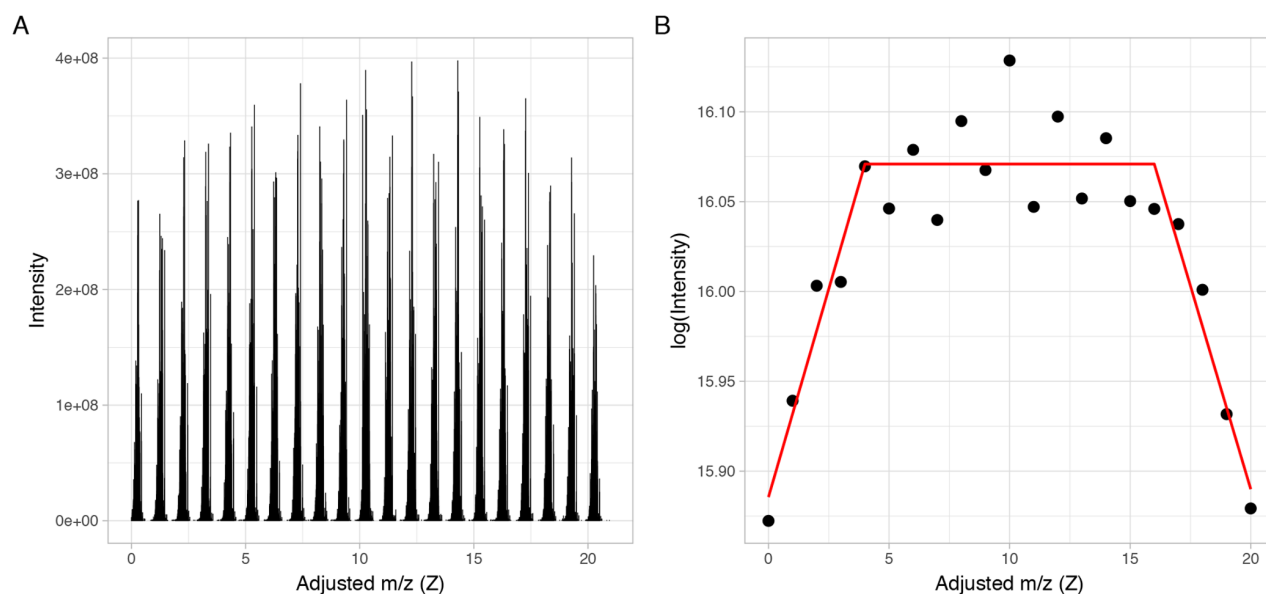 A
4e+08
3e+08
2e+08
1e+08
0e+00
Intensity
0 5 10 15 20
Adjusted m/z (Z)
B
16.10
16.05
16.00
15.95
15.90
log(Intensity)
0 5 10 15 20
Adjusted m/z (Z)